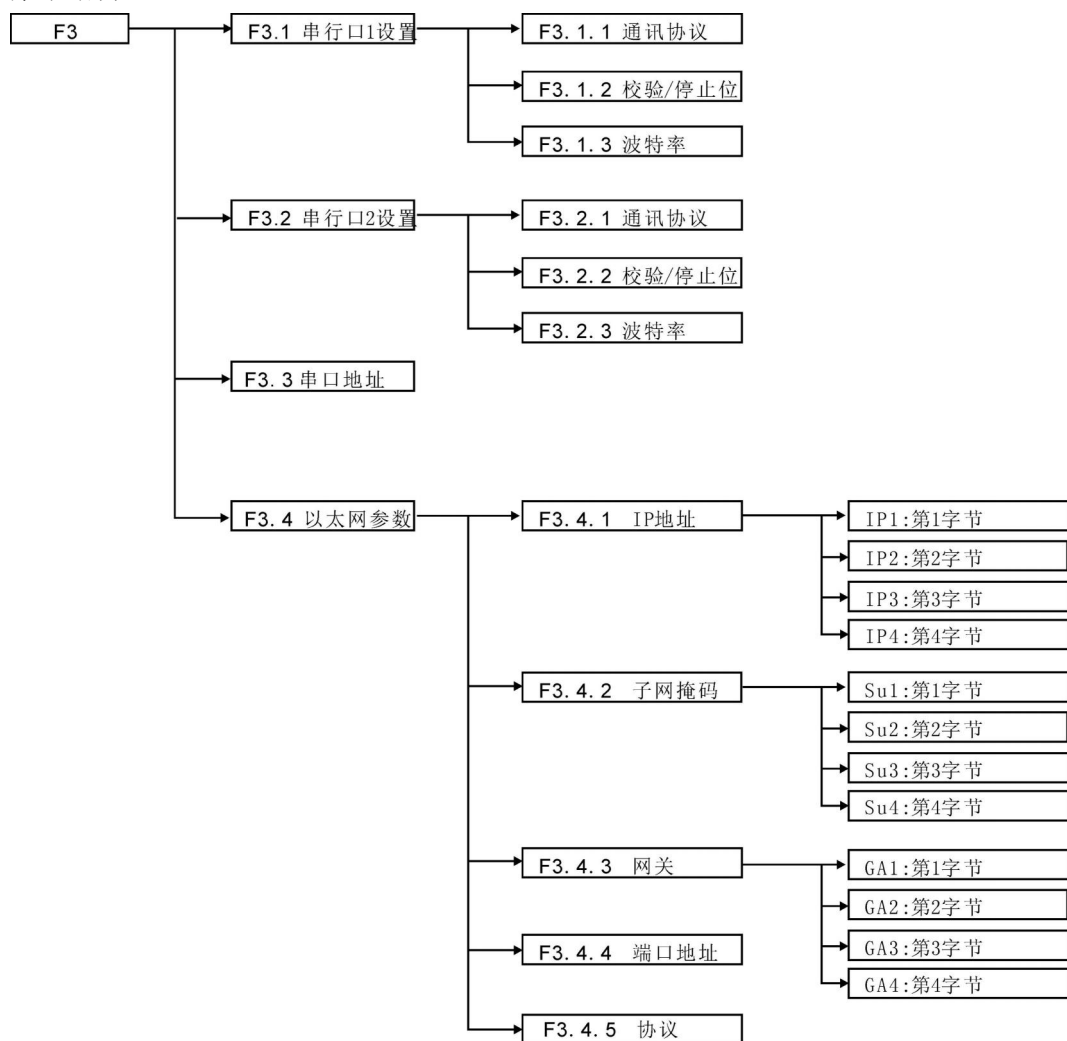 F3
F3.1 串行口1设置
F3.1.1 通讯协议
F3.1.2 校验/停止位
F3.1.3 波特率
F3.2 串行口2设置
F3.2.1 通讯协议
F3.2.2 校验/停止位
F3.2.3 波特率
F3.3 串口地址
F3.4 以太网参数
F3.4.1 IP地址
IP1:第1字节
IP2:第2字节
IP3:第3字节
IP4:第4字节
F3.4.2 子网掩码
Su1:第1字节
Su2:第2字节
Su3:第3字节
Su4:第4字节
F3.4.3 网关
GA1:第1字节
GA2:第2字节
GA3:第3字节
GA4:第4字节
F3.4.4 端口地址
F3.4.5 协议